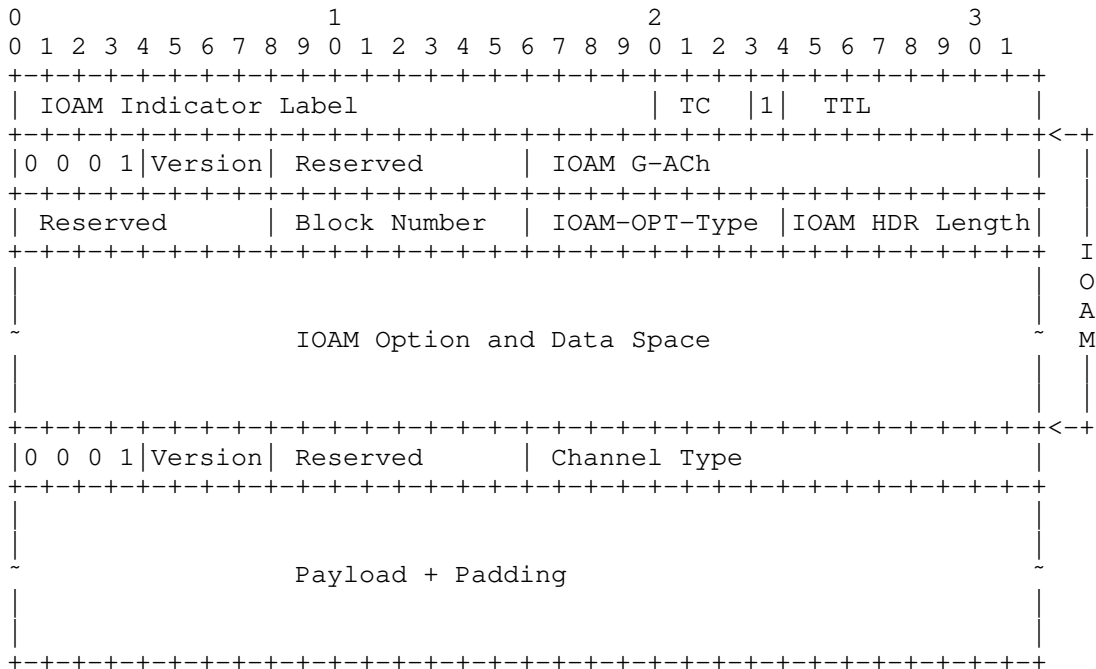 0                   1                   2                   3
0 1 2 3 4 5 6 7 8 9 0 1 2 3 4 5 6 7 8 9 0 1 2 3 4 5 6 7 8 9 0 1
+-+-+-+-+-+-+-+-+-+-+-+-+-+-+-+-+-+-+-+-+-+-+-+-+-+-+-+-+-+-+-+-+
| IOAM Indicator Label                  | TC  |1|  TTL          |
+-+-+-+-+-+-+-+-+-+-+-+-+-+-+-+-+-+-+-+-+-+-+-+-+-+-+-+-+-+-+-+-+<-+
|0 0 0 1|Version| Reserved      | IOAM G-ACh                    |  |
+-+-+-+-+-+-+-+-+-+-+-+-+-+-+-+-+-+-+-+-+-+-+-+-+-+-+-+-+-+-+-+-+  |
| Reserved      | Block Number  | IOAM-OPT-Type |IOAM HDR Length|  |
+-+-+-+-+-+-+-+-+-+-+-+-+-+-+-+-+-+-+-+-+-+-+-+-+-+-+-+-+-+-+-+-+  I
|                                                               |  O
|                                                               |  A
~                 IOAM Option and Data Space                    ~  M
|                                                               |  |
|                                                               |  |
+-+-+-+-+-+-+-+-+-+-+-+-+-+-+-+-+-+-+-+-+-+-+-+-+-+-+-+-+-+-+-+-+<-+
|0 0 0 1|Version| Reserved      | Channel Type                  |
+-+-+-+-+-+-+-+-+-+-+-+-+-+-+-+-+-+-+-+-+-+-+-+-+-+-+-+-+-+-+-+-+
|                                                               |
|                                                               |
~                 Payload + Padding                             ~
|                                                               |
|                                                               |
+-+-+-+-+-+-+-+-+-+-+-+-+-+-+-+-+-+-+-+-+-+-+-+-+-+-+-+-+-+-+-+-+